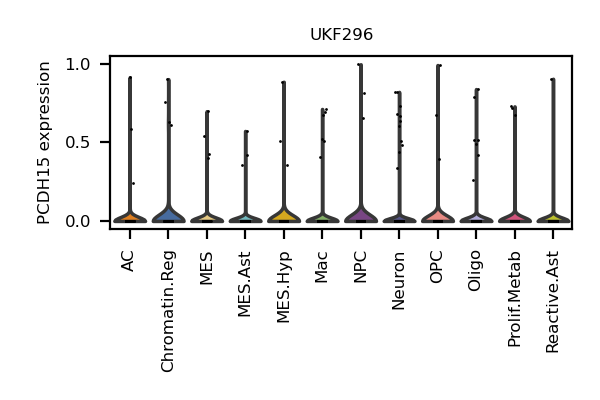 UKF296
PCDH15 expression
1.0
0.5
0.0
AC
Chromatin.Reg
MES
MES.Ast
MES.Hyp
Mac
NPC
Neuron
OPC
Oligo
Prolif.Metab
Reactive.Ast